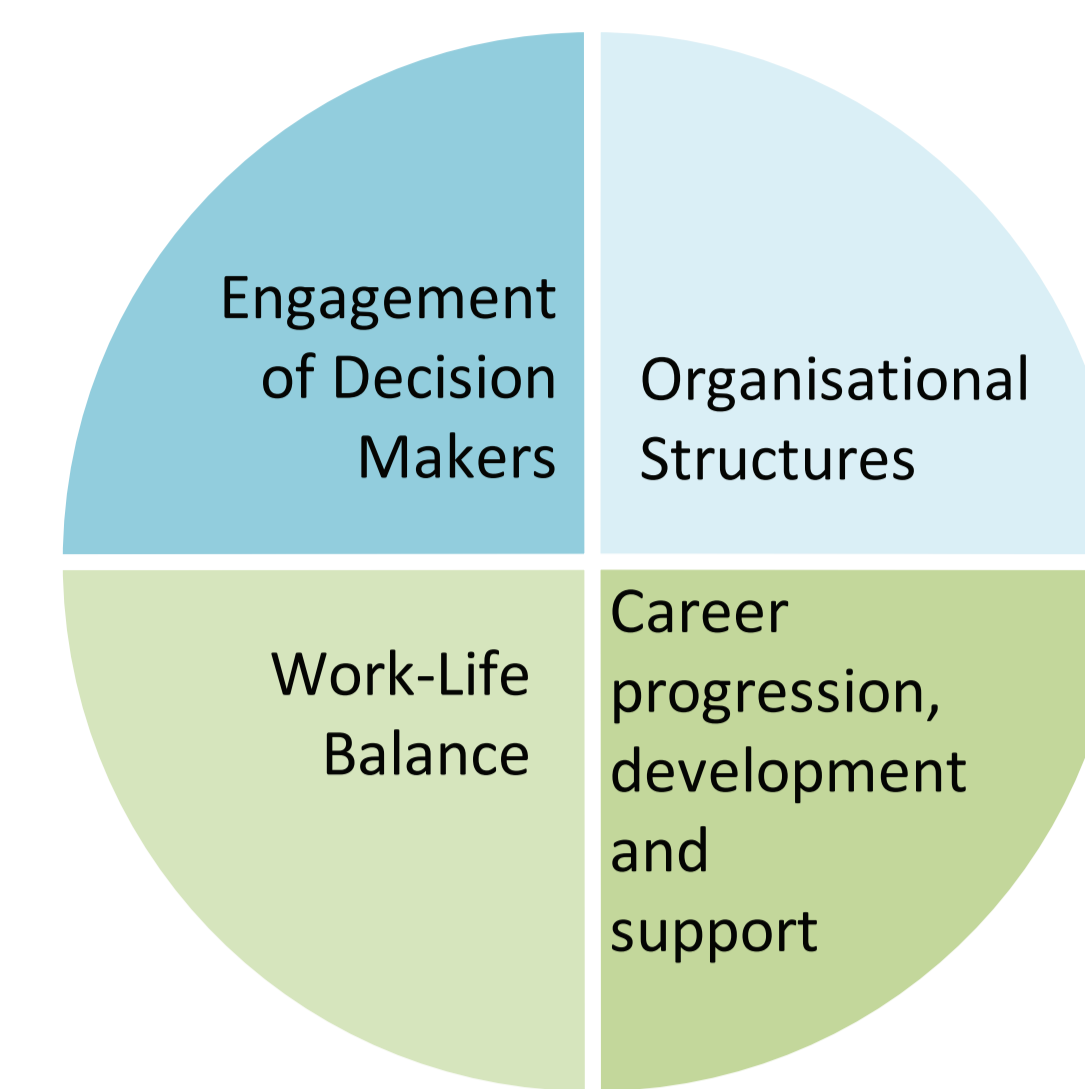 Engagement
of Decision
Makers
Organisational
Structures
Work-Life
Balance
Career
progression,
development
and
support